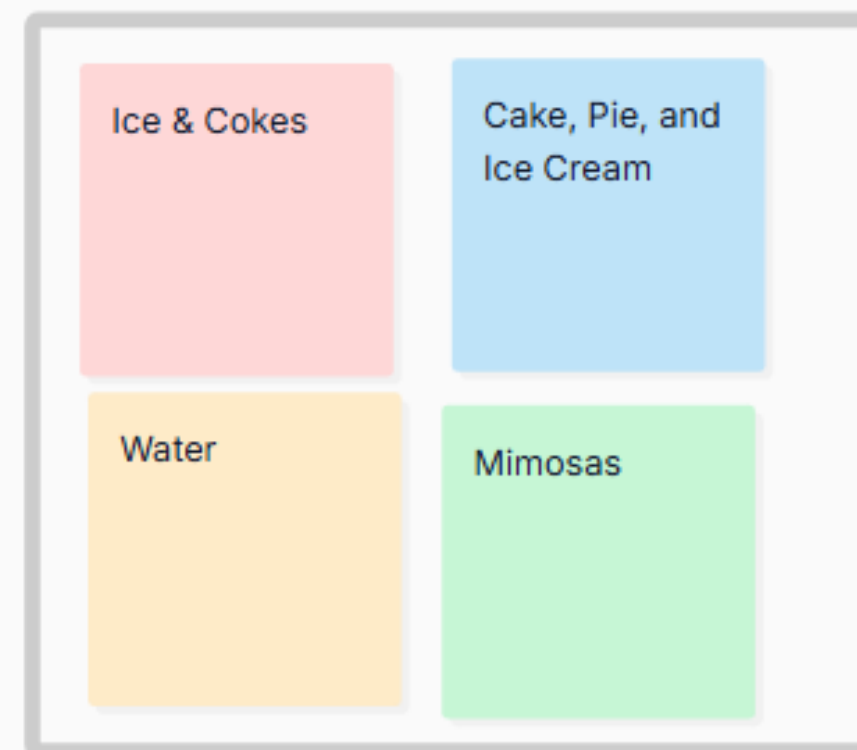 Ice & Cokes
Cake, Pie, and
Ice Cream
Water
Mimosas